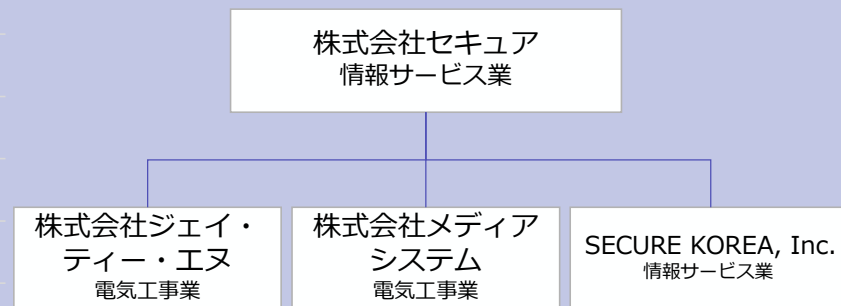 株式会社セキュア
情報サービス業
株式会社ジェイ・
ティー・エヌ
電気工事業
株式会社メディア
システム
電気工事業
SECURE KOREA, Inc.
情報サービス業